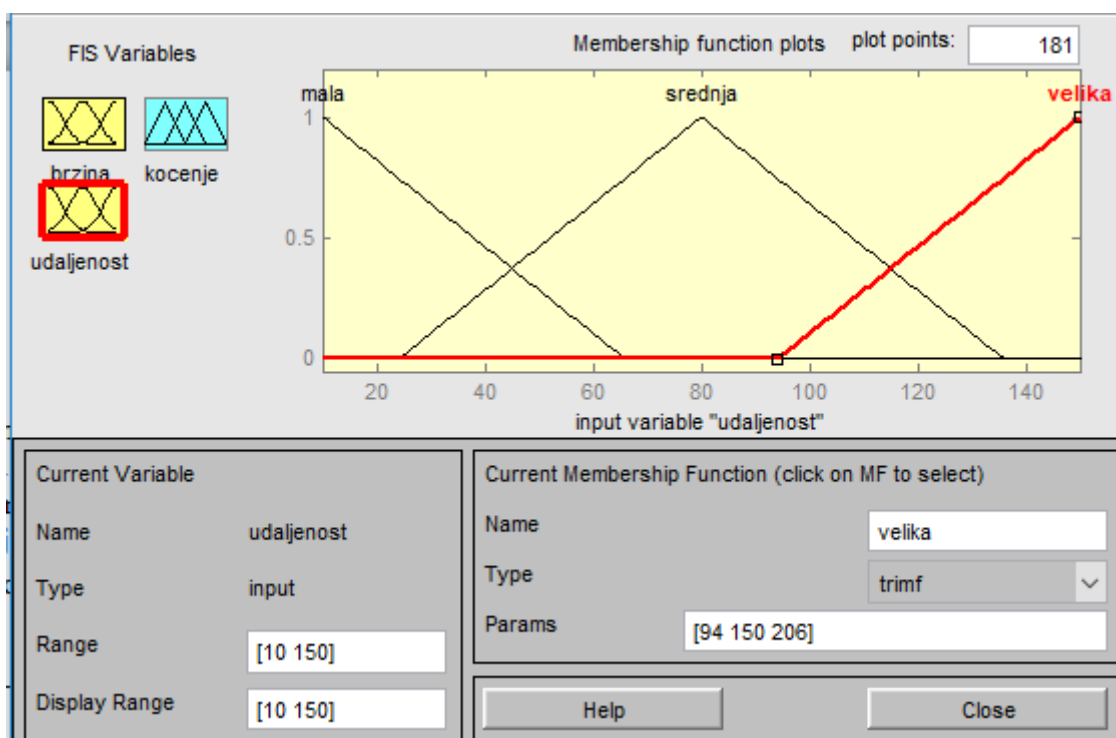 FIS Variables
Membership function plots plot points: 181
mala srednja velika
brzina kocenje
udaljenost
1
0.5
0
20 40 60 80 100 120 140
input variable "udaljenost"
Current Variable
Name udaljenost
Type input
Range [10 150]
Display Range [10 150]
Current Membership Function (click on MF to select)
Name velika
Type trimf
Params [94 150 206]
Help Close